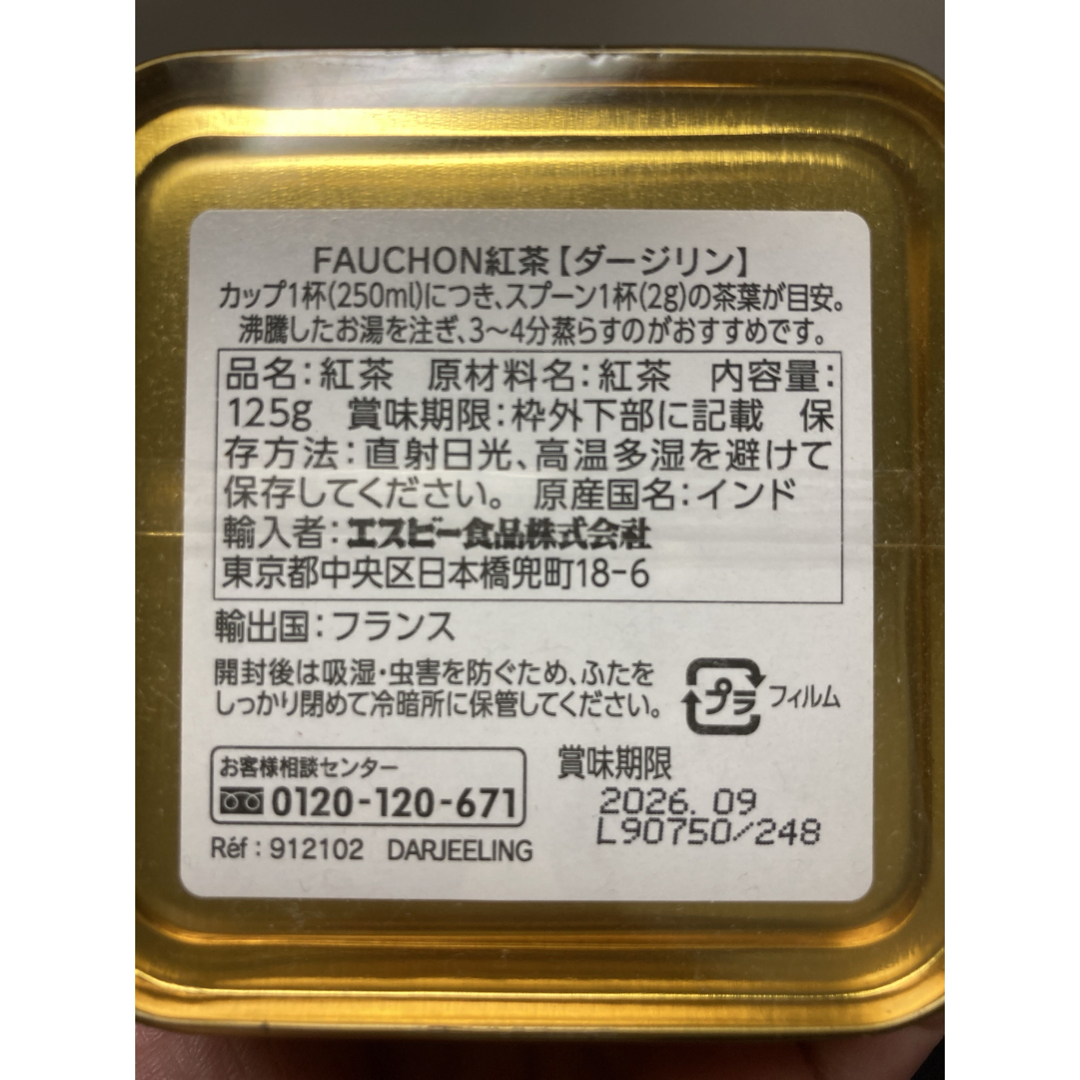 FAUCHON紅茶【ダージリン】
カップ1杯(250ml)につき、スプーン1杯(2g)の茶葉が目安。
沸騰したお湯を注ぎ、3〜4分蒸らすのがおすすめです。
品名：紅茶　原材料名：紅茶　内容量：
125g　賞味期限：枠外下部に記載　保
存方法：直射日光、高温多湿を避けて
保存してください。　原産国名：インド
輸入者：エスビー食品株式会社
東京都中央区日本橋兜町18-6
輸出国：フランス
開封後は吸湿・虫害を防ぐため、ふたを
しっかり閉めて冷暗所に保管してください。
プラ フィルム
お客様相談センター
0120-120-671
Réf : 912102 DARJEELING
賞味期限
2026. 09
L90750/248